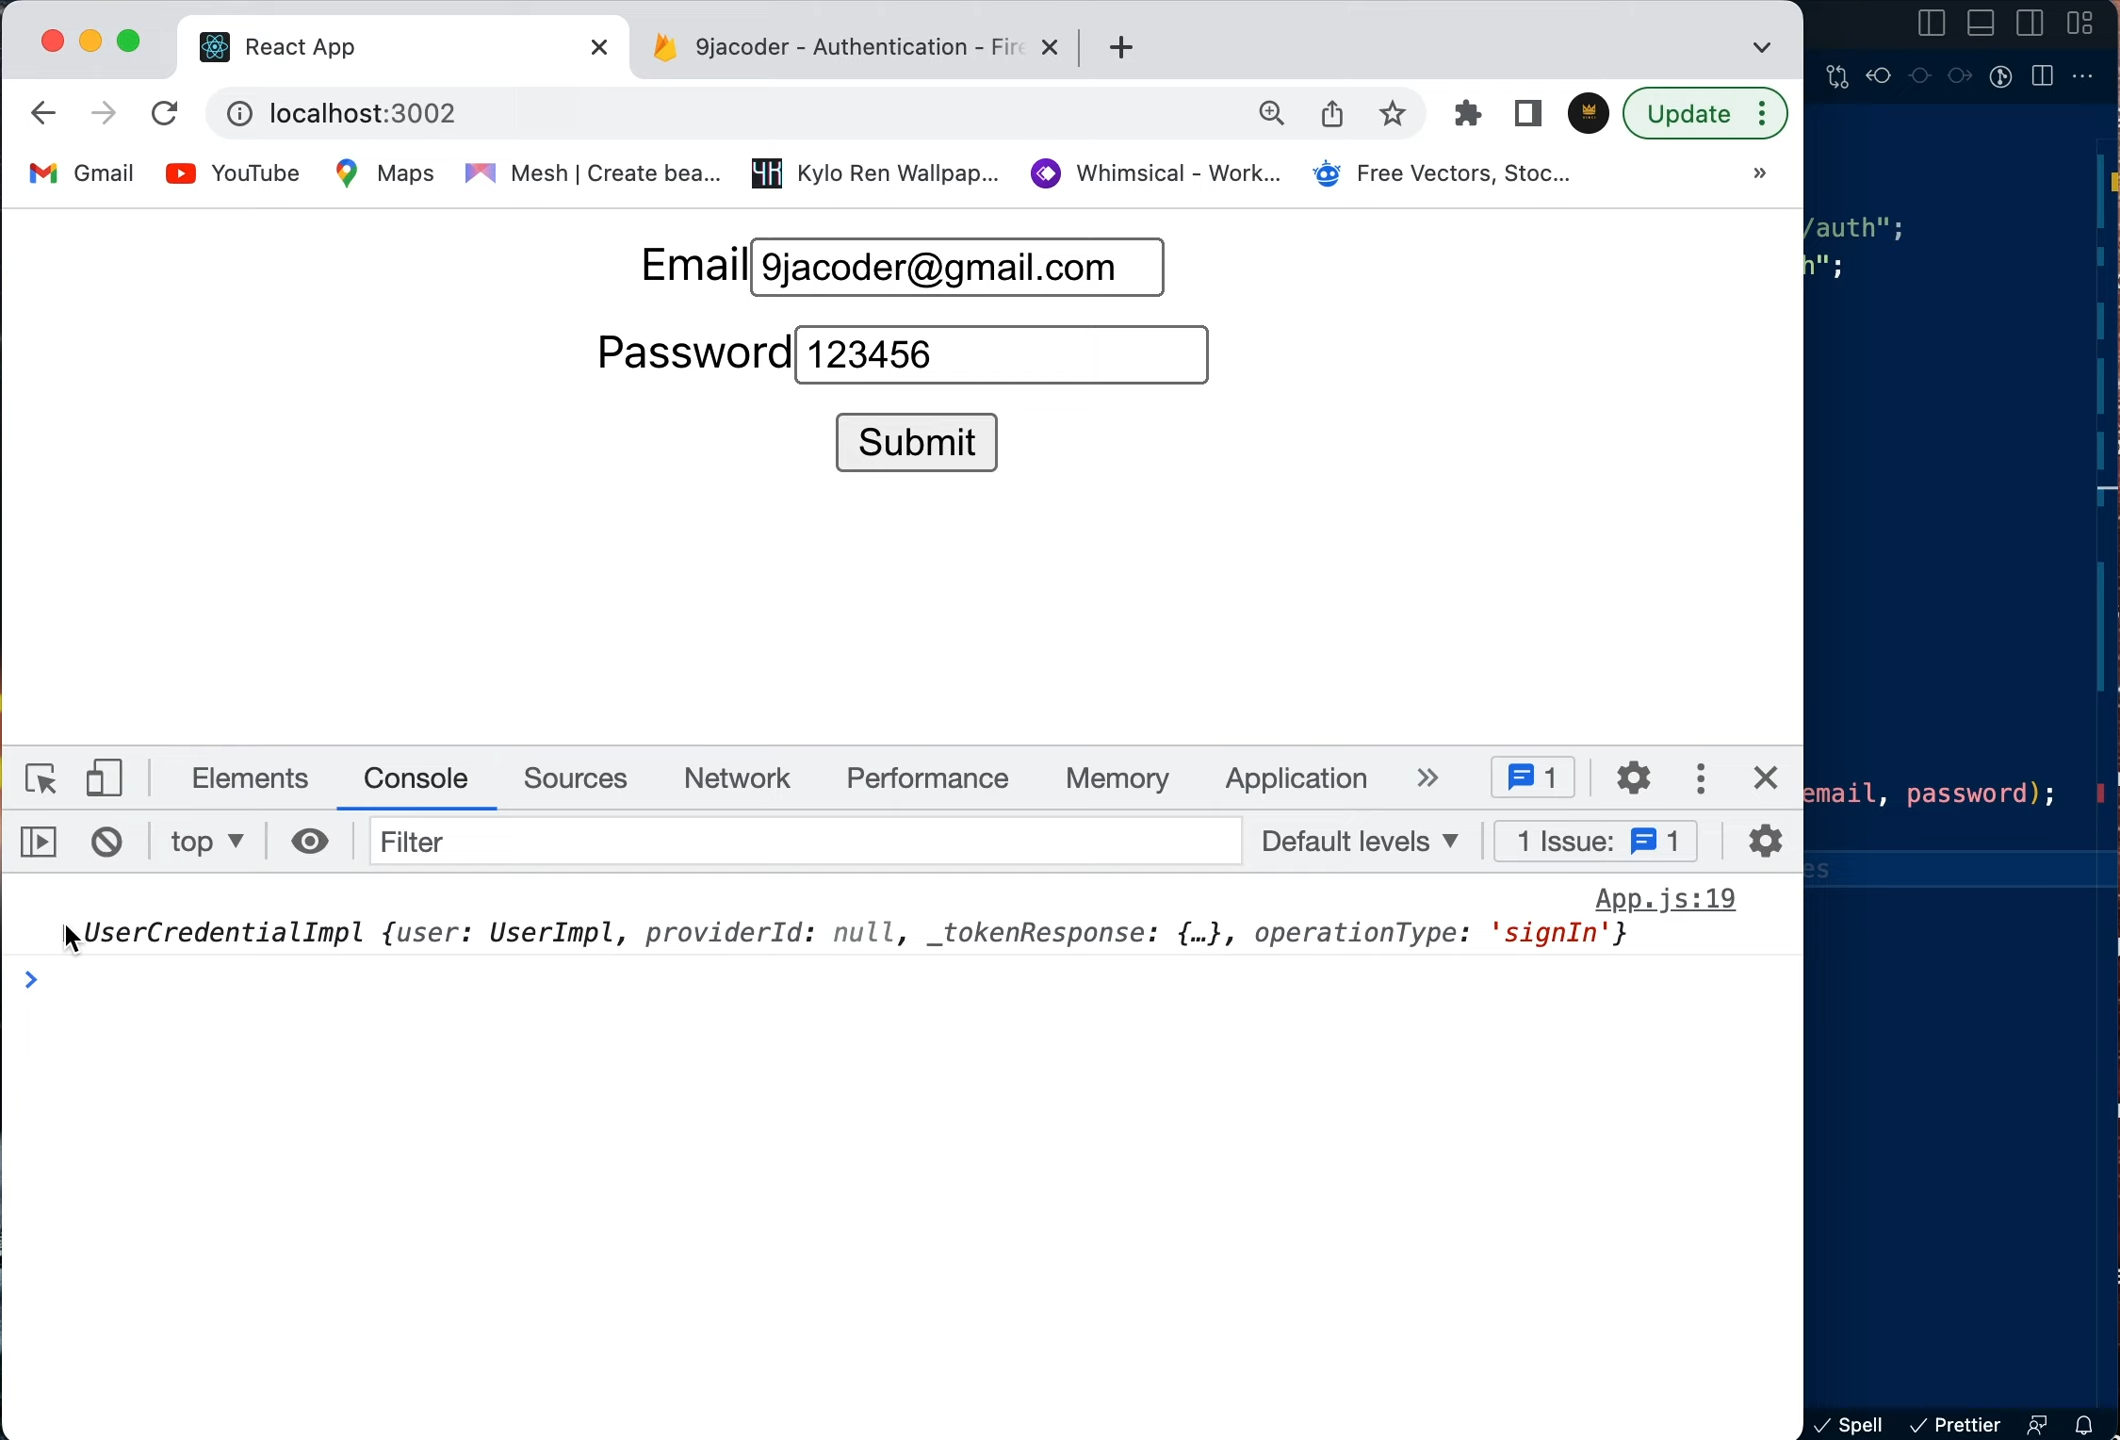 React App
9jacoder - Authentication - Fire
localhost:3002
Update
Gmail
YouTube
Maps
Mesh | Create bea...
Kylo Ren Wallpap...
Whimsical - Work...
Free Vectors, Stoc...
»
/auth";
h";
Email 9jacoder@gmail.com
Password 123456
Submit
Elements
Console
Sources
Network
Performance
Memory
Application
»
1
email, password);
top
Filter
Default levels
1 Issue: 1
es
App.js:19
UserCredentialImpl {user: UserImpl, providerId: null, _tokenResponse: {…}, operationType: 'signIn'}
>
Spell
Prettier